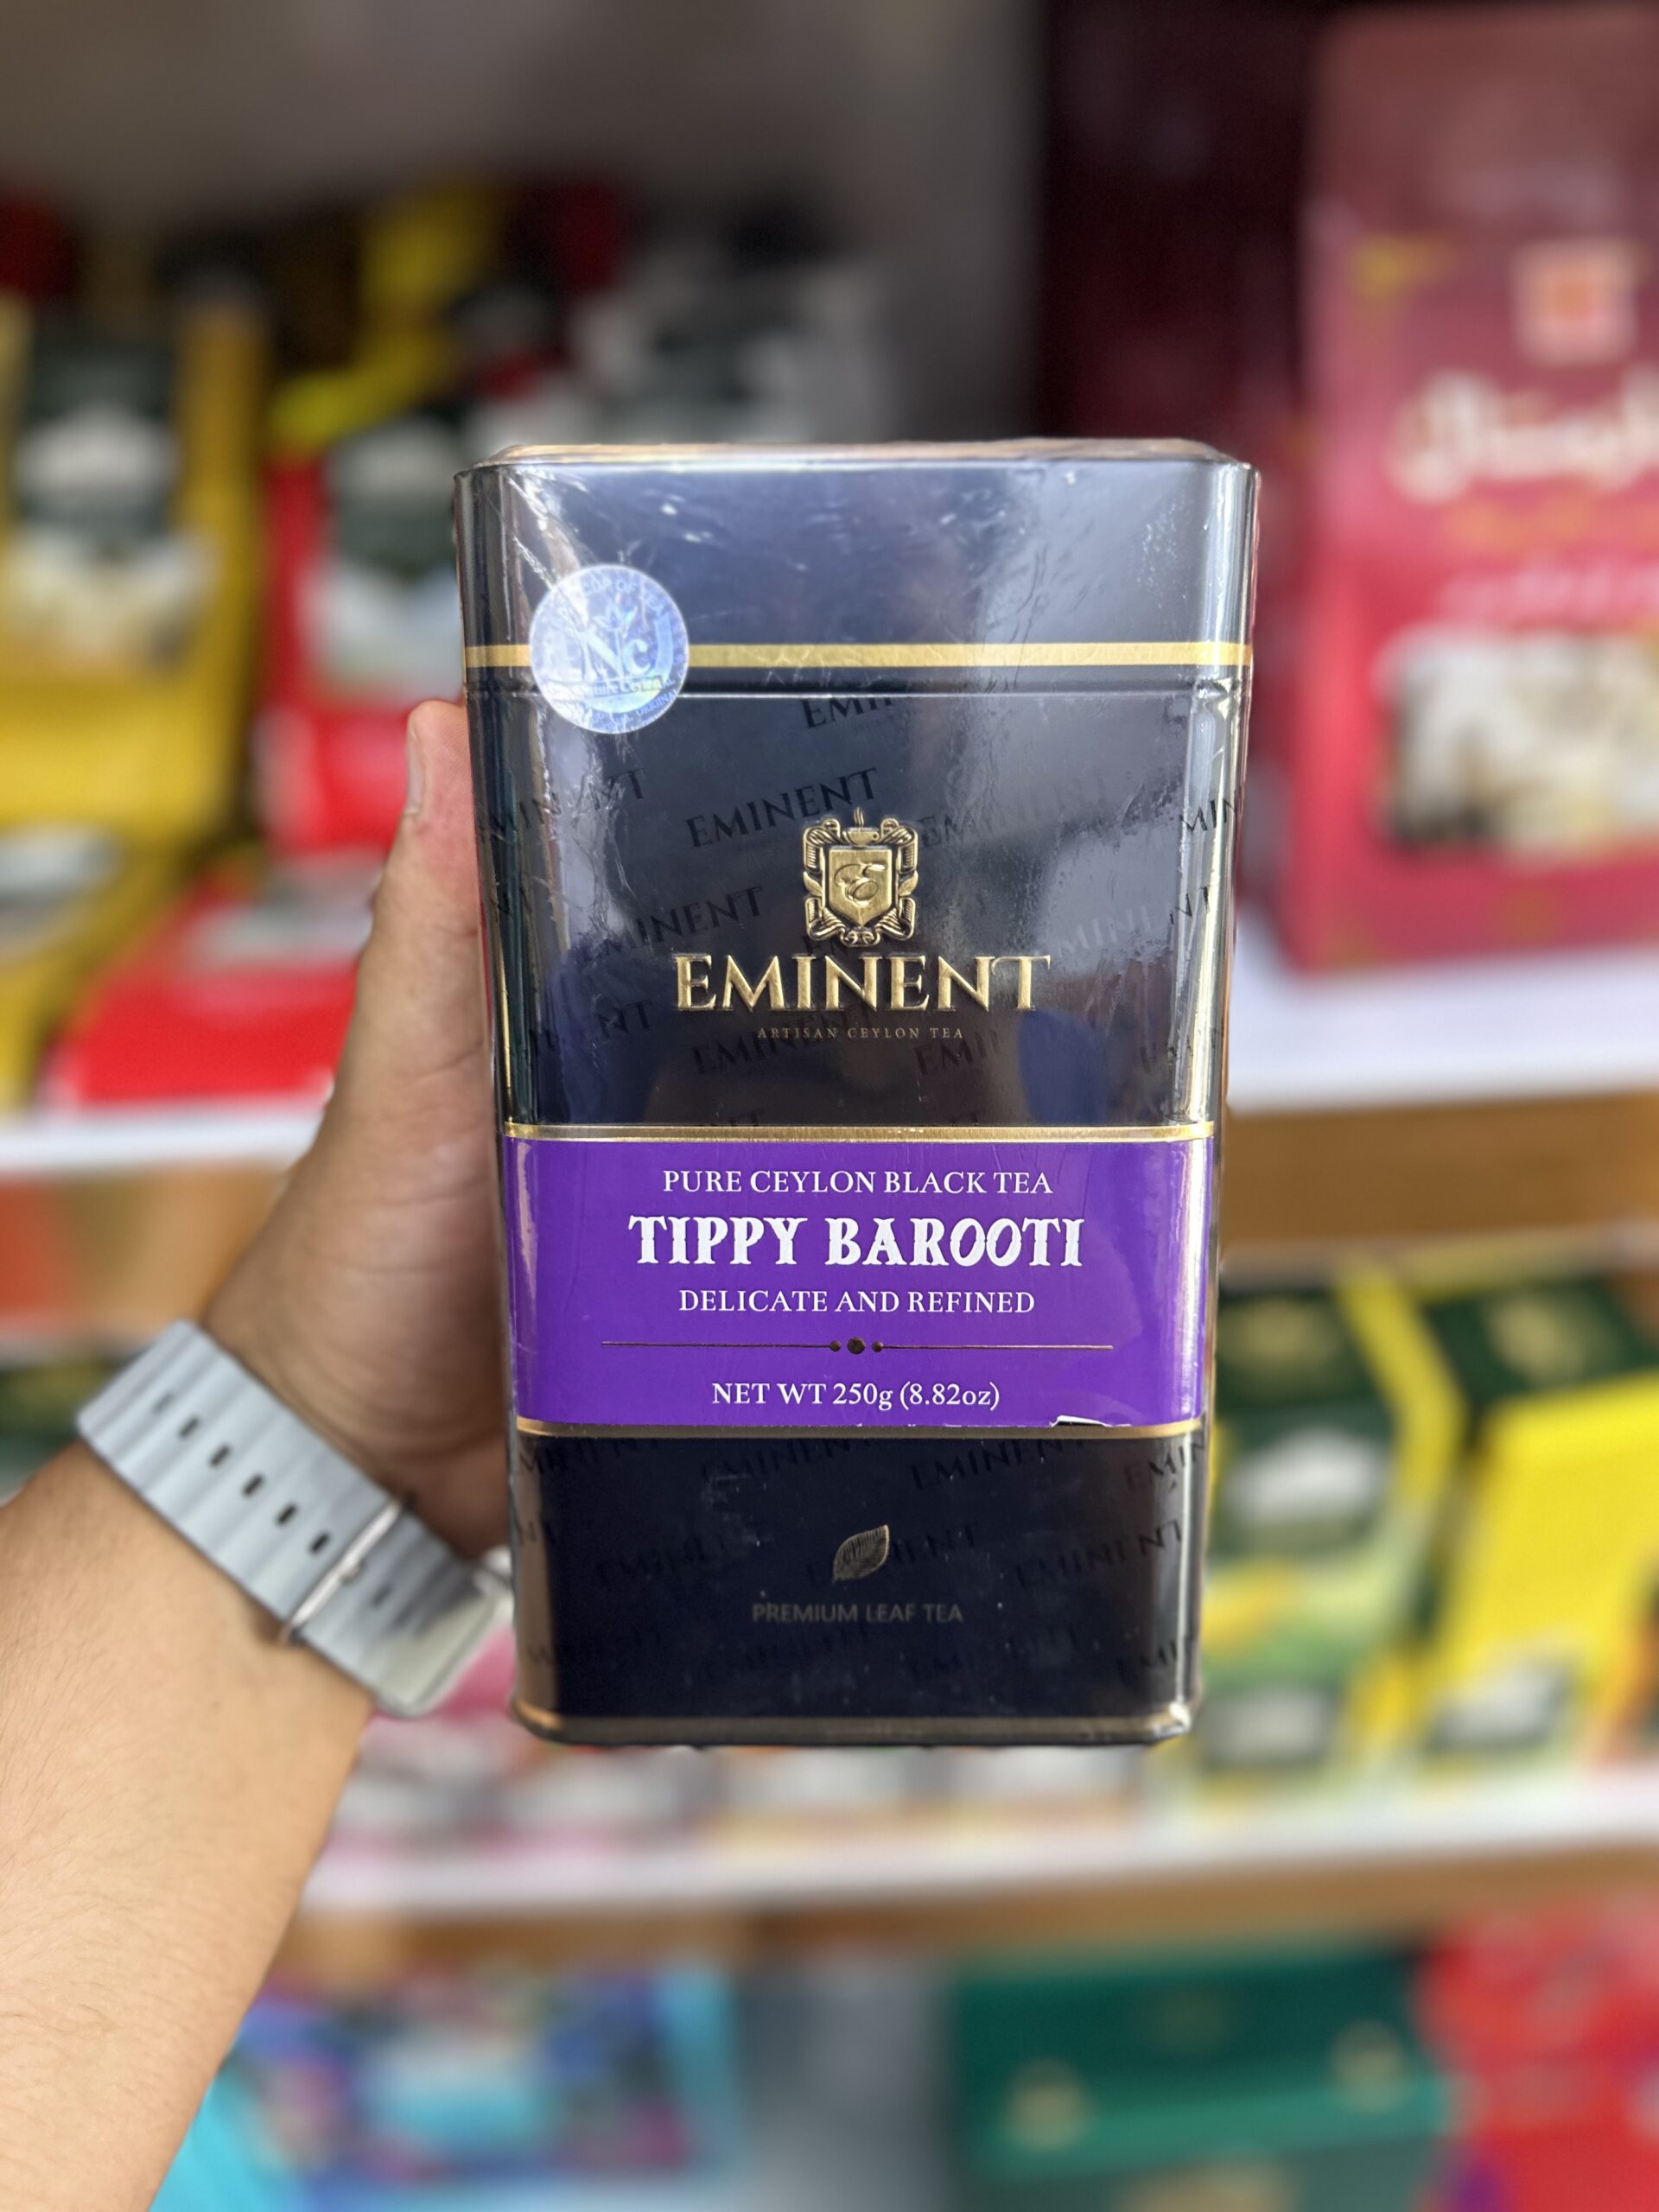 Nc
EMINENT
ARTISAN CEYLON TEA
PURE CEYLON BLACK TEA
TIPPY BAROOTI
DELICATE AND REFINED
NET WT 250g (8.82oz)
PREMIUM LEAF TEA